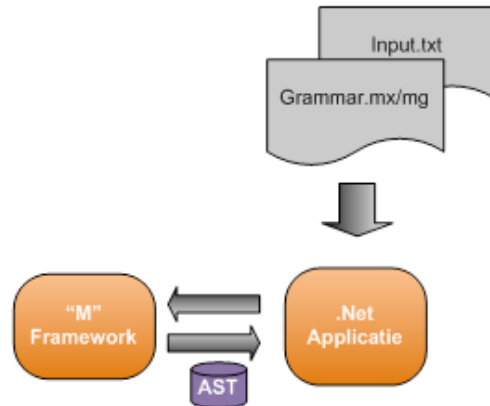 Input.txt
Grammar.mx/mg
“M”
Framework
.Net
Applicatie
AST